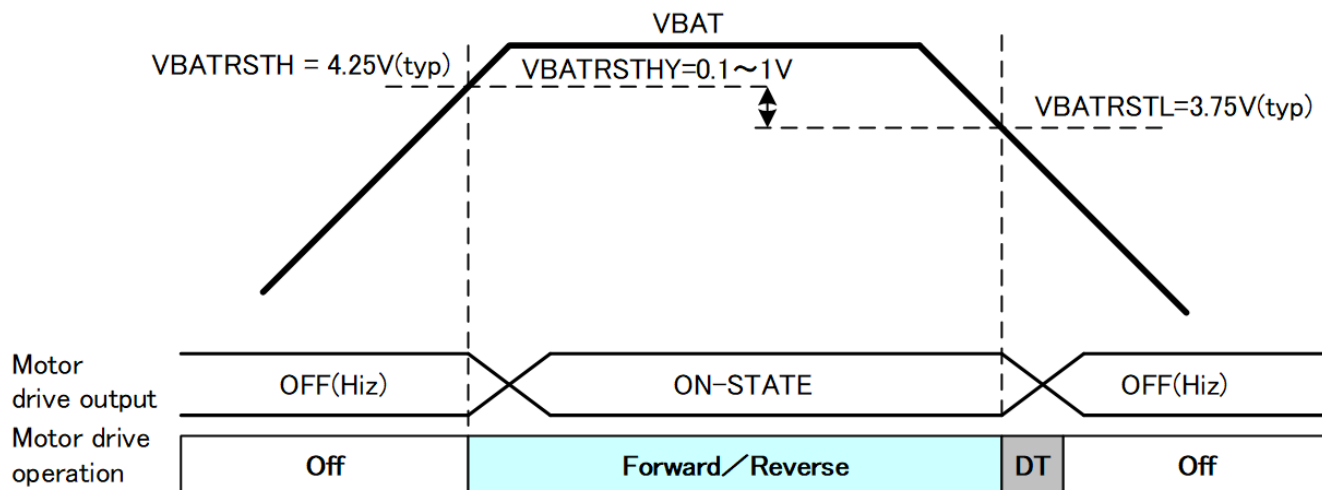 VBAT
VBATRSTH = 4.25V(typ)
VBATRSTHY=0.1～1V
VBATRSTL=3.75V(typ)
Motor
drive output
OFF(Hiz)
ON-STATE
OFF(Hiz)
Motor drive
operation
Off
Forward／Reverse
DT
Off